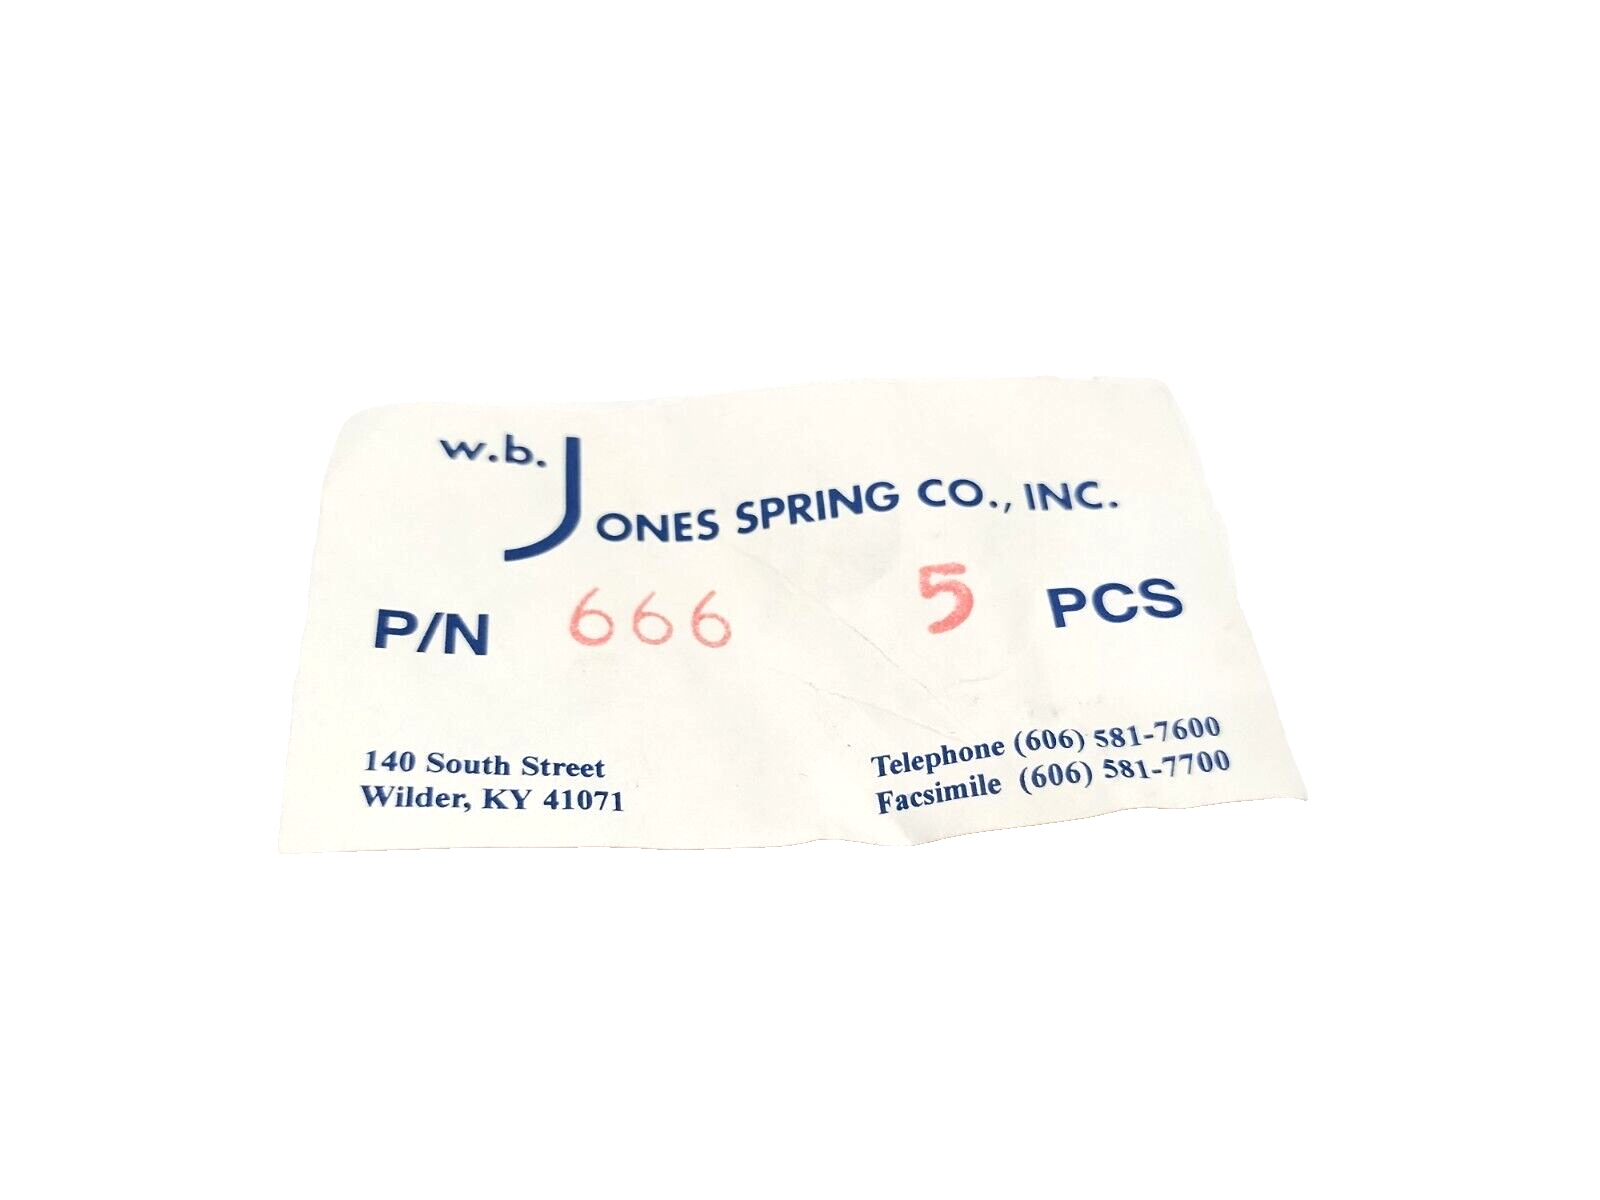 w.b. JONES SPRING CO., INC.
P/N 666 5 PCS
140 South Street
Wilder, KY 41071
Telephone (606) 581-7600
Facsimile (606) 581-7700